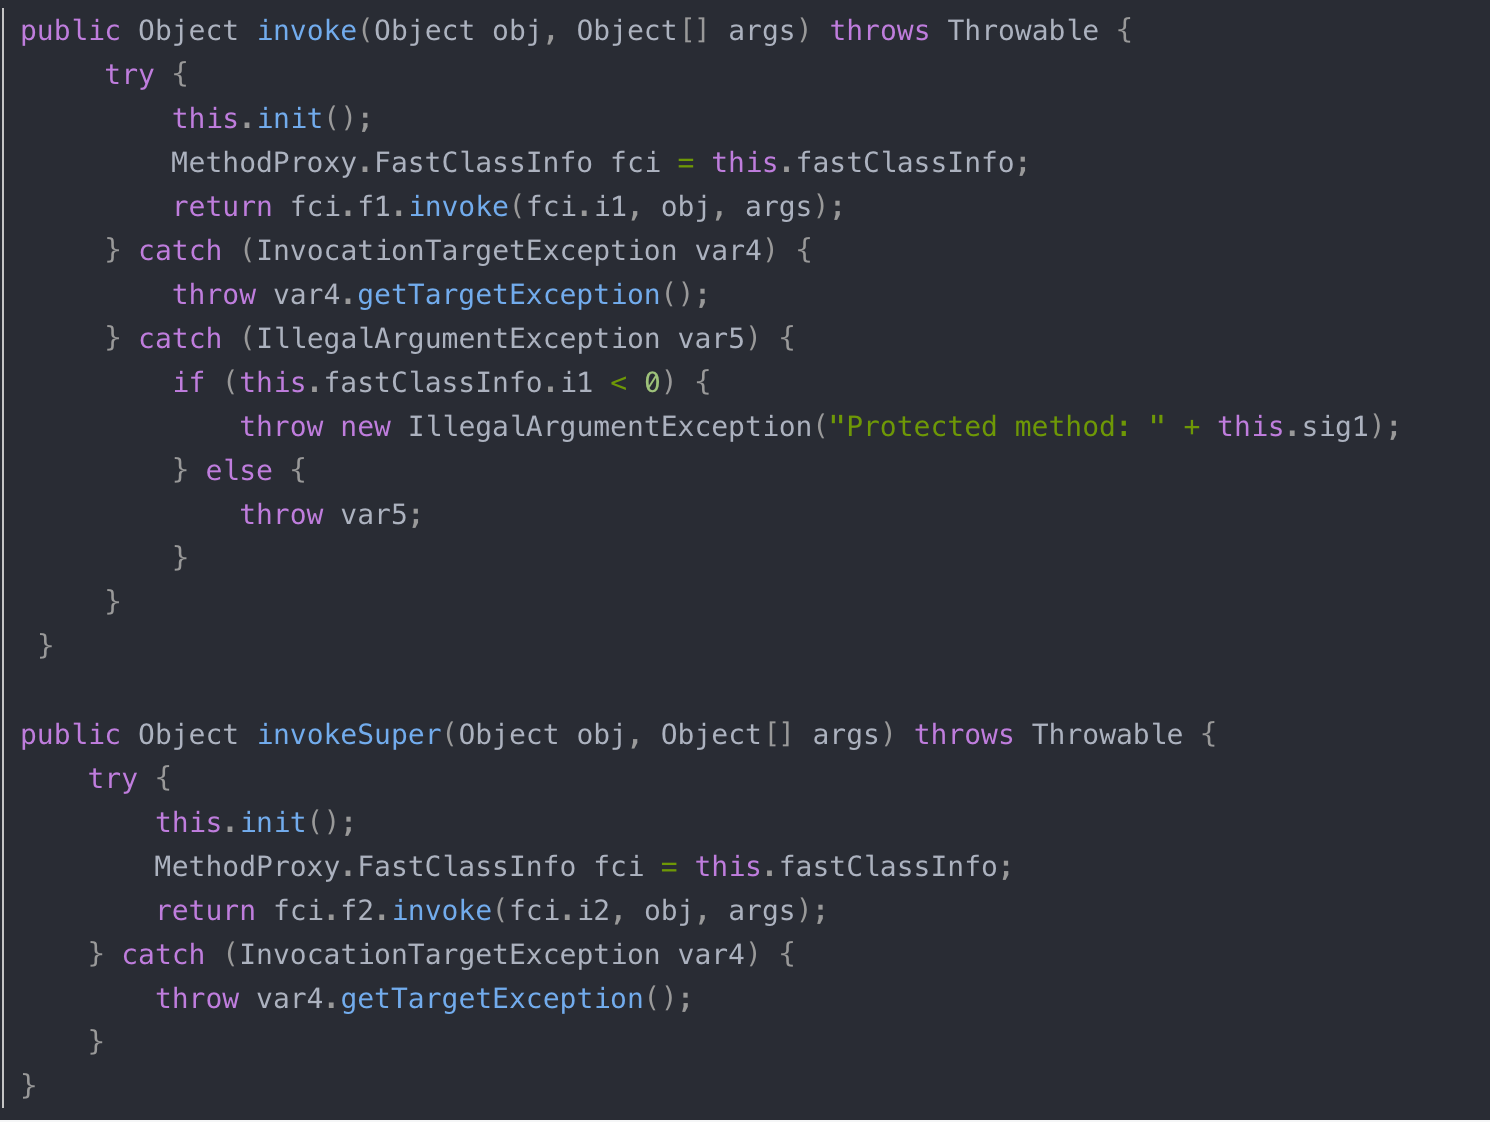 public Object invoke(Object obj, Object[] args) throws Throwable {
     try {
         this.init();
         MethodProxy.FastClassInfo fci = this.fastClassInfo;
         return fci.f1.invoke(fci.i1, obj, args);
     } catch (InvocationTargetException var4) {
         throw var4.getTargetException();
     } catch (IllegalArgumentException var5) {
         if (this.fastClassInfo.i1 < 0) {
             throw new IllegalArgumentException("Protected method: " + this.sig1);
         } else {
             throw var5;
         }
     }
 }

public Object invokeSuper(Object obj, Object[] args) throws Throwable {
    try {
        this.init();
        MethodProxy.FastClassInfo fci = this.fastClassInfo;
        return fci.f2.invoke(fci.i2, obj, args);
    } catch (InvocationTargetException var4) {
        throw var4.getTargetException();
    }
}